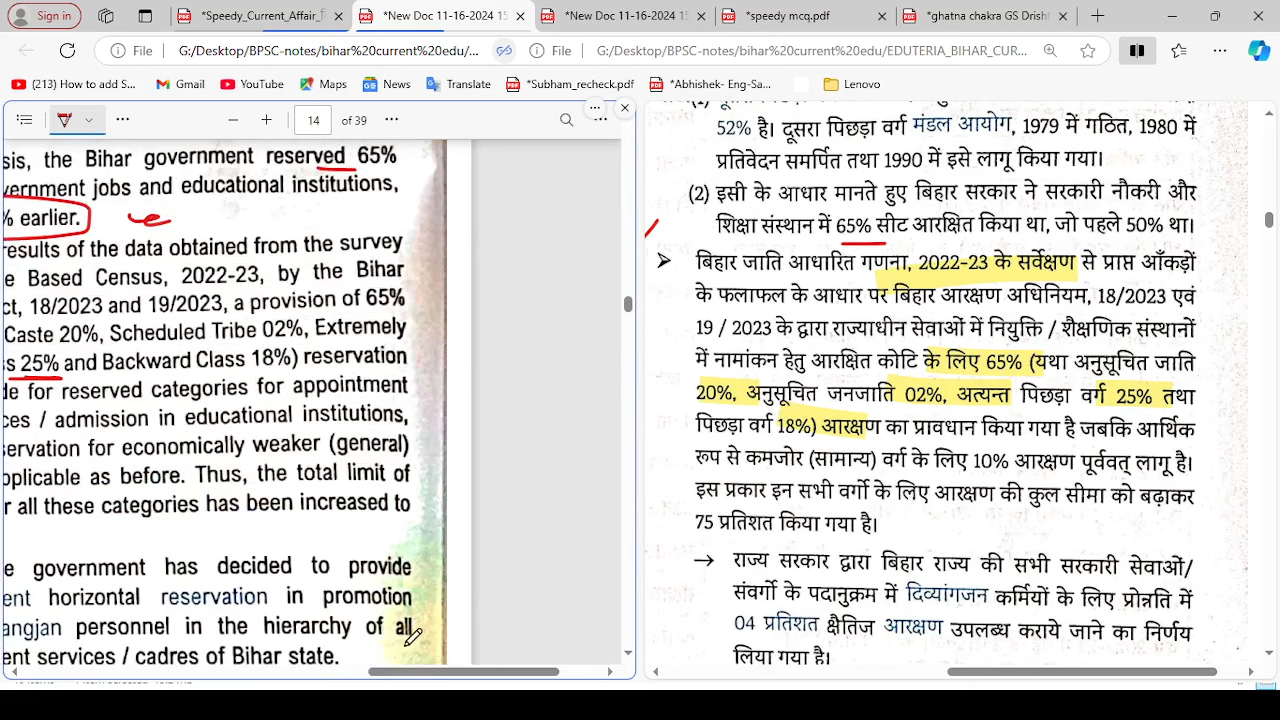 Sign in
*Speedy_Current_Affair_
*New Doc 11-16-2024 15
*New Doc 11-16-2024 15
*speedy mcq.pdf
*ghatna chakra GS Drisht
File
G:/Desktop/BPSC-notes/bihar%20current%20edu/...
File
G:/Desktop/BPSC-notes/bihar%20current%20edu/EDUTERIA_BIHAR_CUR...
(213) How to add s...
Gmail
YouTube
Maps
News
Translate
*Subham_recheck.pdf
*Abhishek- Eng-Sa...
Lenovo
14 of 39
sis, the Bihar government reserved 65%
vernment jobs and educational institutions,
% earlier.
results of the data obtained from the survey
e Based Census, 2022-23, by the Bihar
ct, 18/2023 and 19/2023, a provision of 65%
Caste 20%, Scheduled Tribe 02%, Extremely
s 25% and Backward Class 18%) reservation
de for reserved categories for appointment
ces / admission in educational institutions,
servation for economically weaker (general)
pplicable as before. Thus, the total limit of
r all these categories has been increased to
e government has decided to provide
ent horizontal reservation in promotion
angjan personnel in the hierarchy of all
ent services / cadres of Bihar state.
52% है। दूसरा पिछड़ा वर्ग मंडल आयोग, 1979 में गठित, 1980 में
प्रतिवेदन समर्पित तथा 1990 में इसे लागू किया गया।
(2) इसी के आधार मानते हुए बिहार सरकार ने सरकारी नौकरी और
शिक्षा संस्थान में 65% सीट आरक्षित किया था, जो पहले 50% था।
➤ बिहार जाति आधारित गणना, 2022-23 के सर्वेक्षण से प्राप्त आँकड़ों
के फलाफल के आधार पर बिहार आरक्षण अधिनियम, 18/2023 एवं
19 / 2023 के द्वारा राज्याधीन सेवाओं में नियुक्ति / शैक्षणिक संस्थानों
में नामांकन हेतु आरक्षित कोटि के लिए 65% (यथा अनुसूचित जाति
20%, अनुसूचित जनजाति 02%, अत्यन्त पिछड़ा वर्ग 25% तथा
पिछड़ा वर्ग 18%) आरक्षण का प्रावधान किया गया है जबकि आर्थिक
रूप से कमजोर (सामान्य) वर्ग के लिए 10% आरक्षण पूर्ववत् लागू है।
इस प्रकार इन सभी वर्गो के लिए आरक्षण की कुल सीमा को बढ़ाकर
75 प्रतिशत किया गया है।
→ राज्य सरकार द्वारा बिहार राज्य की सभी सरकारी सेवाओं/
संवर्गो के पदानुक्रम में दिव्यांगजन कर्मियों के लिए प्रोन्नति में
04 प्रतिशत क्षैतिज आरक्षण उपलब्ध कराये जाने का निर्णय
लिया गया है।